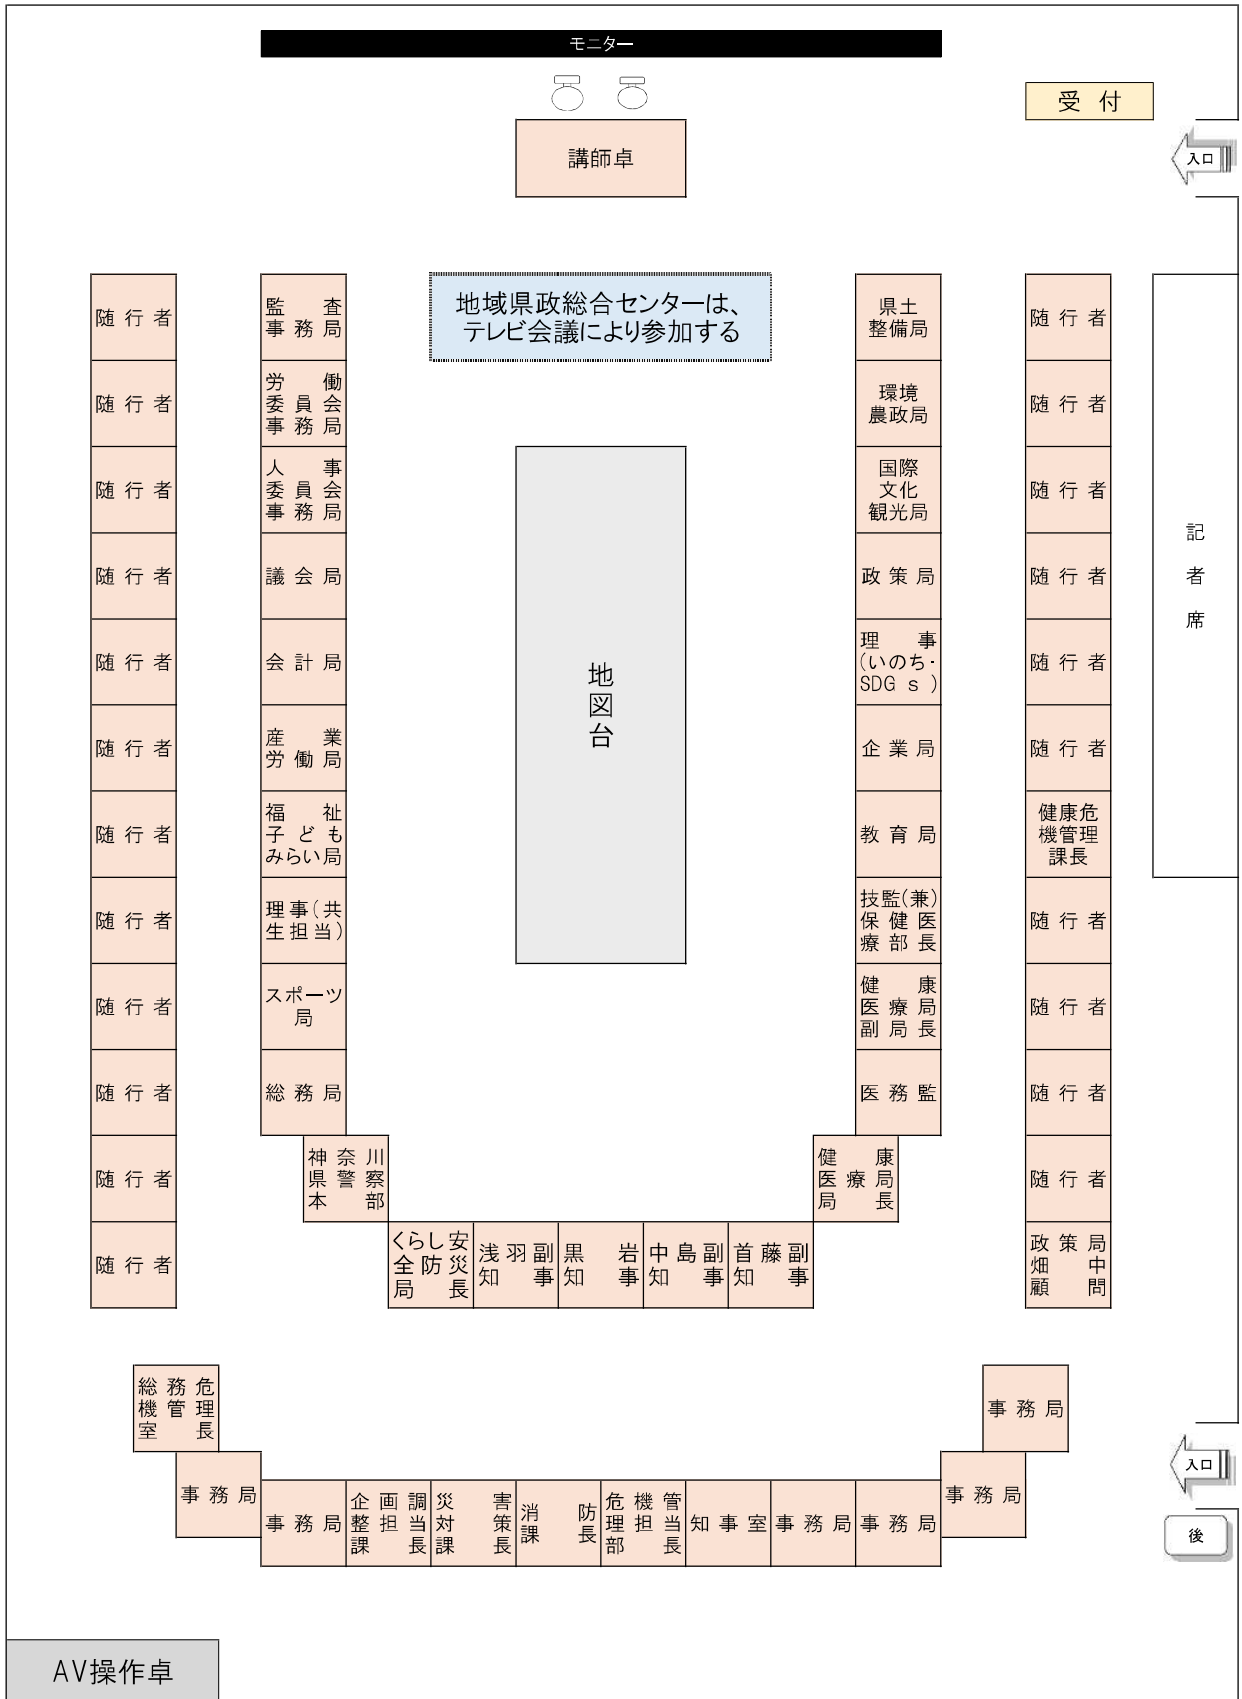 モニター
受 付
入口
講師卓
地域県政総合センターは、
テレビ会議により参加する
随 行 者
随 行 者
随 行 者
随 行 者
随 行 者
随 行 者
随 行 者
随 行 者
随 行 者
随 行 者
随 行 者
随 行 者
監 査
事 務 局
労 働
委 員 会
事 務 局
人 事
委 員 会
事 務 局
議 会 局
会 計 局
産 業
労 働 局
福 祉
子 ど も
みらい 局
理 事 (共
生 担 当)
スポーツ
局
総 務 局
神 奈 川
県 警 察
本 部
地
図
台
県土
整備局
環境
農政局
国際
文化
観光局
政 策 局
理 事
(いのち・
SDG s )
企 業 局
教 育 局
技監(兼)
保 健 医
療 部 長
健 康
医 療 局
副 局 長
医 務 監
健 康
医 療 局
局 長
随 行 者
随 行 者
随 行 者
随 行 者
随 行 者
随 行 者
健康危
機管理
課長
随 行 者
随 行 者
随 行 者
随 行 者
政 策 局
畑 中
顧 問
記
者
席
くらし 安
全 防 災
局 長
浅 羽 副
知 事
黒 岩
知 事
中 島 副
知 事
首 藤 副
知 事
総 務 危
機 管 理
室 長
事 務 局
事 務 局
企 画 調
整 担 当
課 長
災 害
対 策
課 長
消 防
課 長
危 機 管
理 担 当
部 長
知 事 室
事 務 局
事 務 局
事 務 局
事 務 局
入口
後
AV操作卓